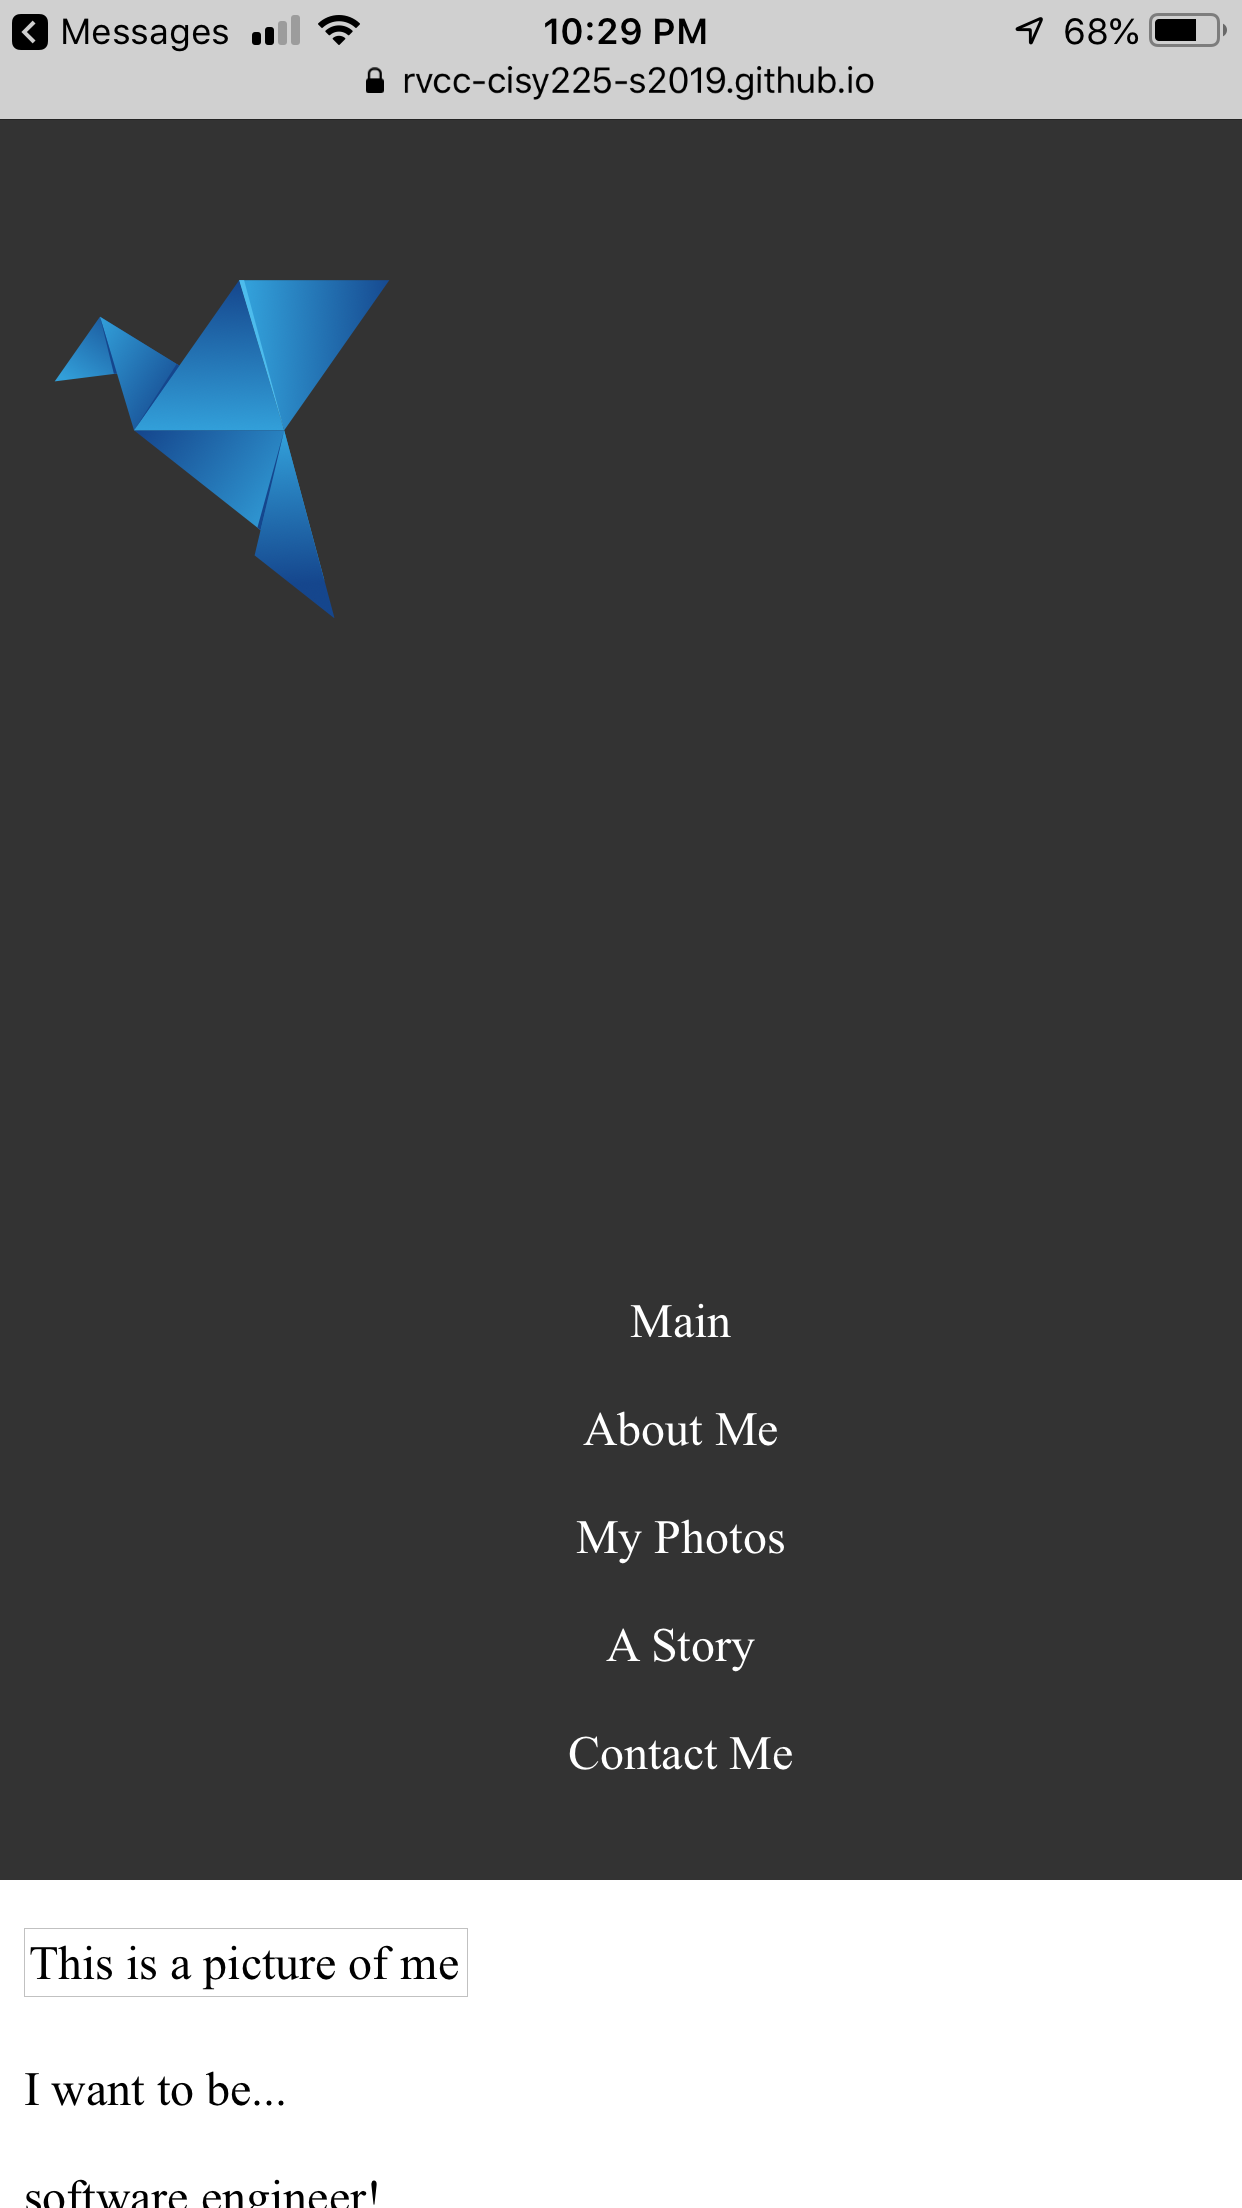 Messages 10:29 PM 68%
rvcc-cisy225-s2019.github.io
Main
About Me
My Photos
A Story
Contact Me
This is a picture of me
I want to be...
software engineer!